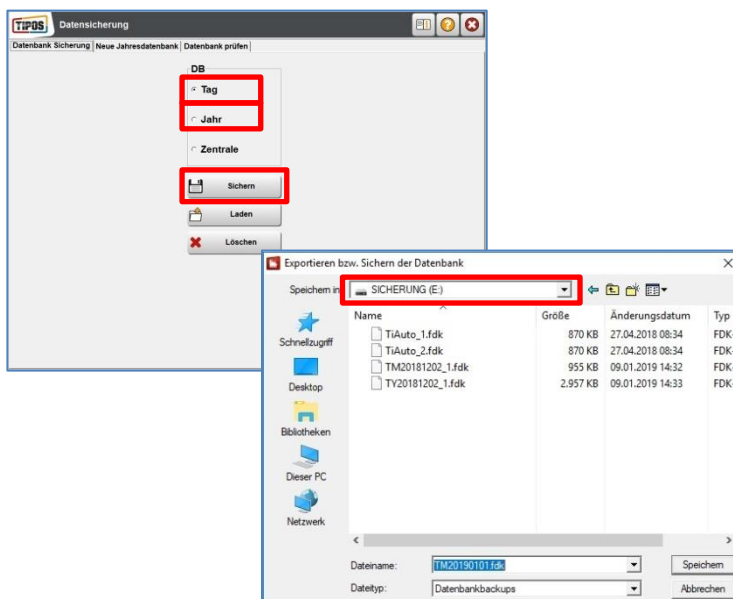 TIPOS Datensicherung
Datenbank Sicherung Neue Jahresdatenbank Datenbank prüfen
DB
Tag
Jahr
Zentrale
Sichern
Laden
Löschen
Exportieren bzw. Sichern der Datenbank
Speichern in SICHERUNG (E:)
Name Größe Änderungsdatum Typ
TiAuto_1.fdk 870 KB 27.04.2018 08:34 FDK-
TiAuto_2.fdk 870 KB 27.04.2018 08:34 FDK-
TM20181202_1.fdk 955 KB 09.01.2019 14:32 FDK-
TY20181202_1.fdk 2.957 KB 09.01.2019 14:33 FDK-
Schnellzugriff
Desktop
Bibliotheken
Dieser PC
Netzwerk
Dateiname: TM20190101.fdk Speichern
Dateityp: Datenbankbackups Abbrechen